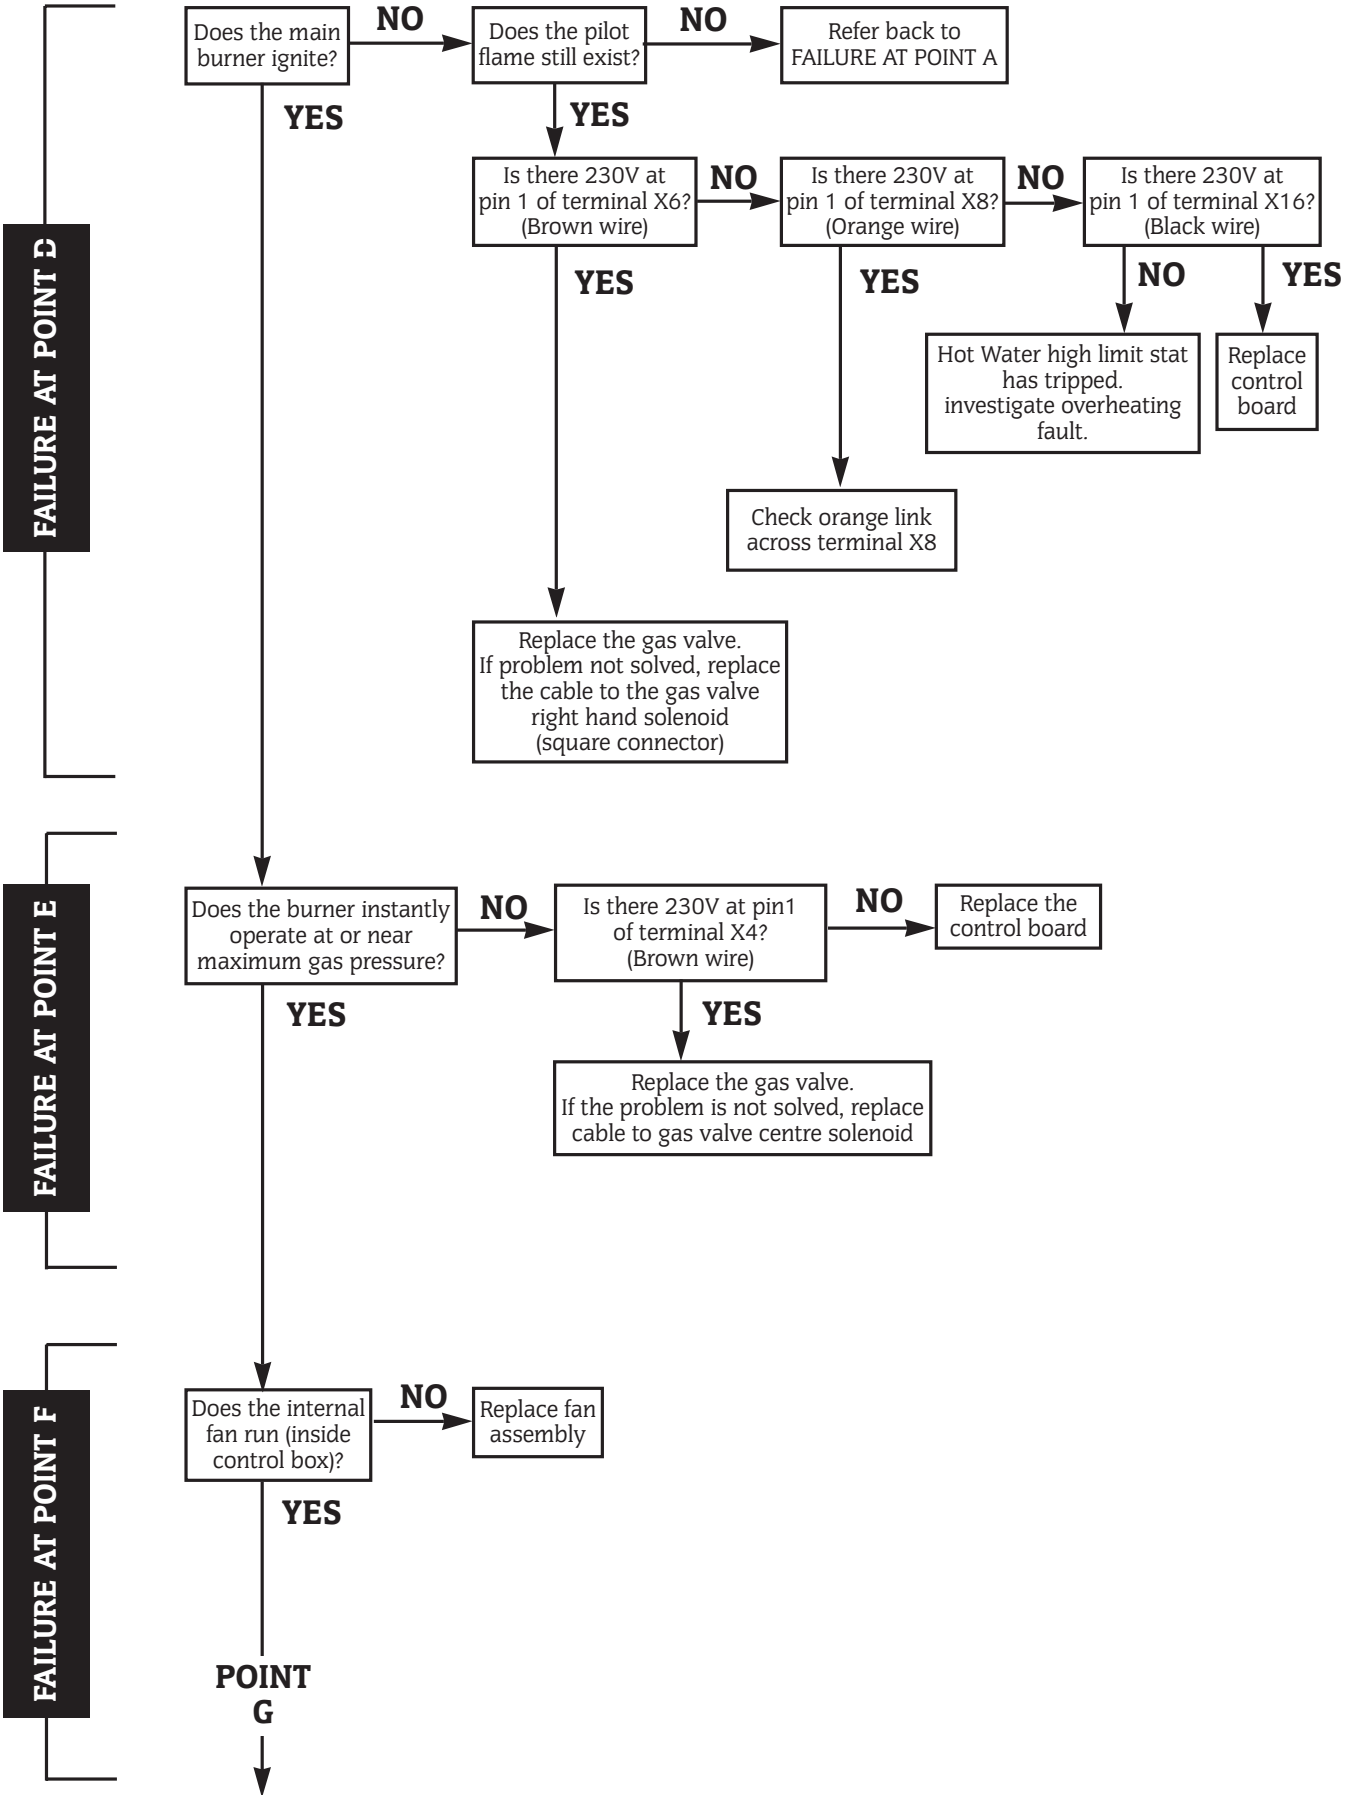 FAILURE AT POINT D
Does the main
burner ignite?
NO
Does the pilot
flame still exist?
NO
Refer back to
FAILURE AT POINT A
YES
YES
Is there 230V at
pin 1 of terminal X6?
(Brown wire)
NO
Is there 230V at
pin 1 of terminal X8?
(Orange wire)
NO
Is there 230V at
pin 1 of terminal X16?
(Black wire)
YES
YES
NO
YES
Hot Water high limit stat
has tripped.
investigate overheating
fault.
Replace
control
board
Check orange link
across terminal X8
Replace the gas valve.
If problem not solved, replace
the cable to the gas valve
right hand solenoid
(square connector)
FAILURE AT POINT E
Does the burner instantly
operate at or near
maximum gas pressure?
NO
Is there 230V at pin1
of terminal X4?
(Brown wire)
NO
Replace the
control board
YES
YES
Replace the gas valve.
If the problem is not solved, replace
cable to gas valve centre solenoid
FAILURE AT POINT F
Does the internal
fan run (inside
control box)?
NO
Replace fan
assembly
YES
POINT
G